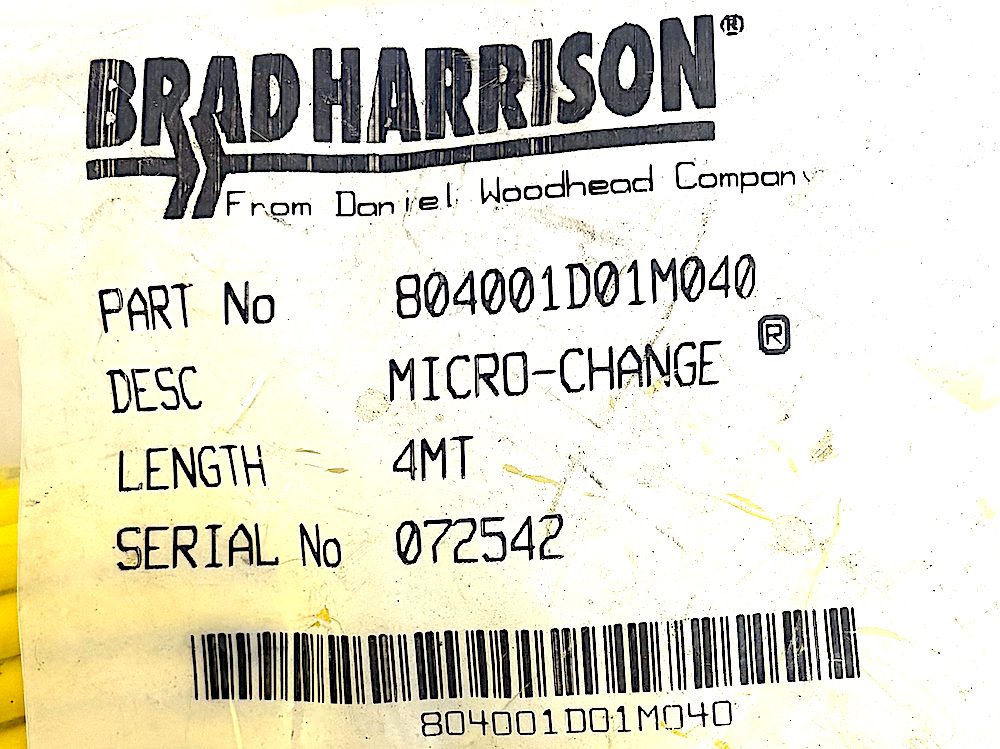 BRAD HARRISON®
From Daniel Woodhead Company
PART No 804001D01M040
DESC MICRO-CHANGE ®
LENGTH 4MT
SERIAL No 072542
804001D01M040